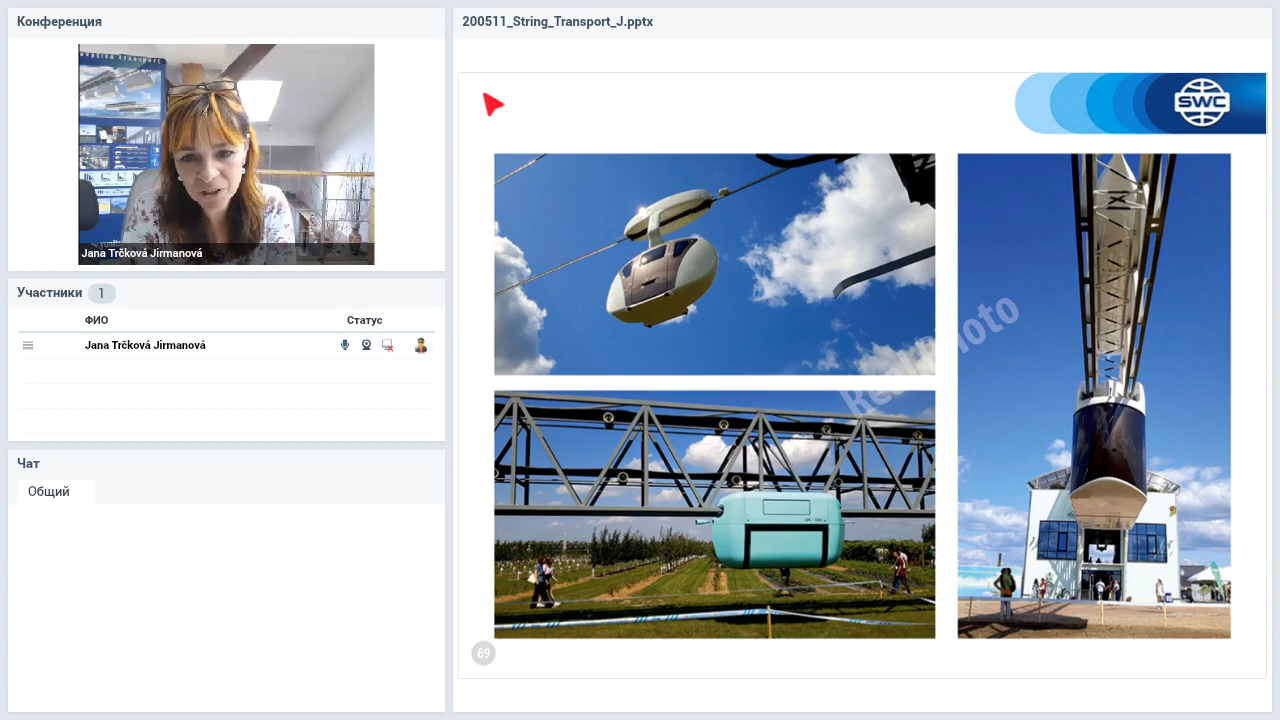 Конференция
Jana Trčková Jirmanová
Участники 1
ФИО Статус
Jana Trčková Jirmanová
Чат
Общий
200511_String_Transport_J.pptx
SWC
69